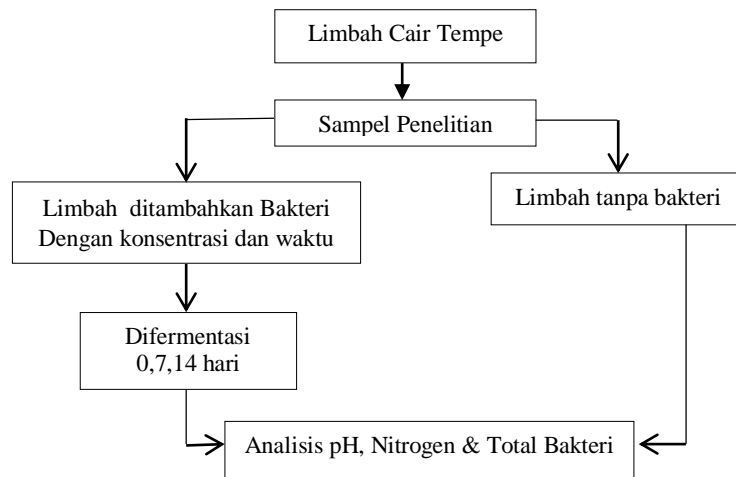 Limbah Cair Tempe
Sampel Penelitian
Limbah ditambahkan Bakteri
Dengan konsentrasi dan waktu
Limbah tanpa bakteri
Difermentasi
0,7,14 hari
Analisis pH, Nitrogen & Total Bakteri